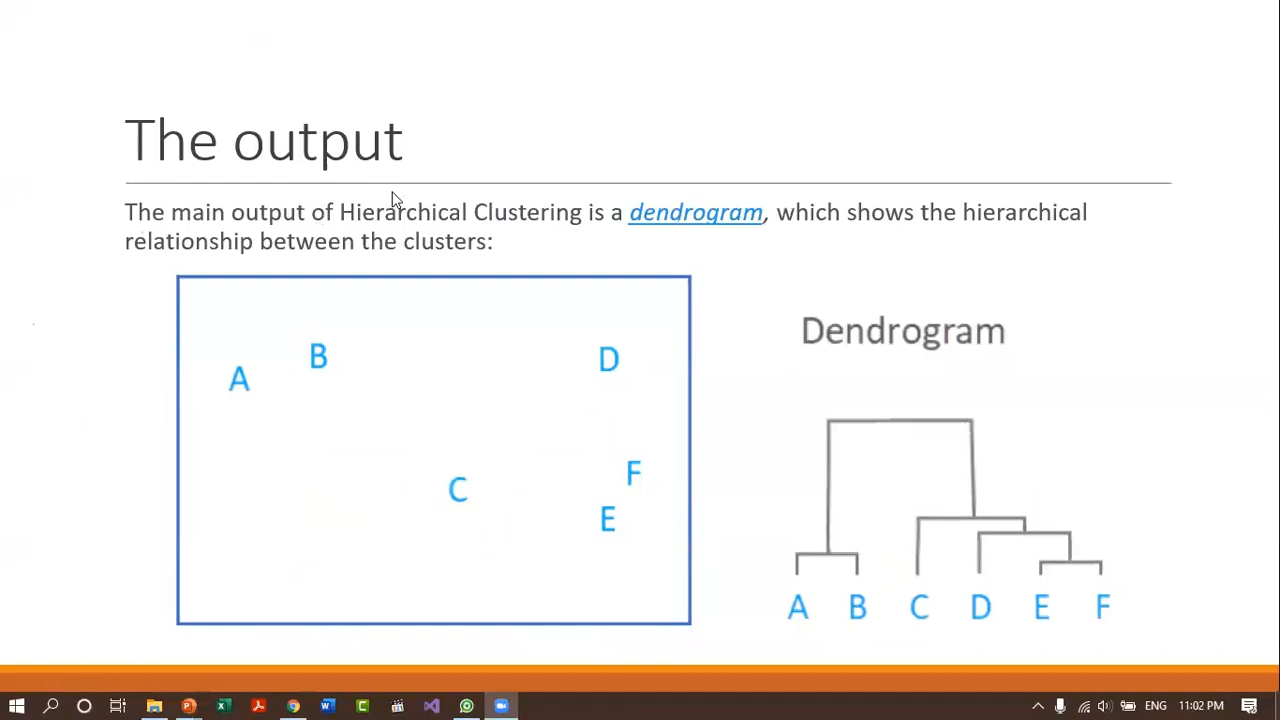 The output
The main output of Hierarchical Clustering is a dendrogram, which shows the hierarchical
relationship between the clusters:
Dendrogram
B
D
A
F
C
E
A B C D E F
ENG 11:02 PM